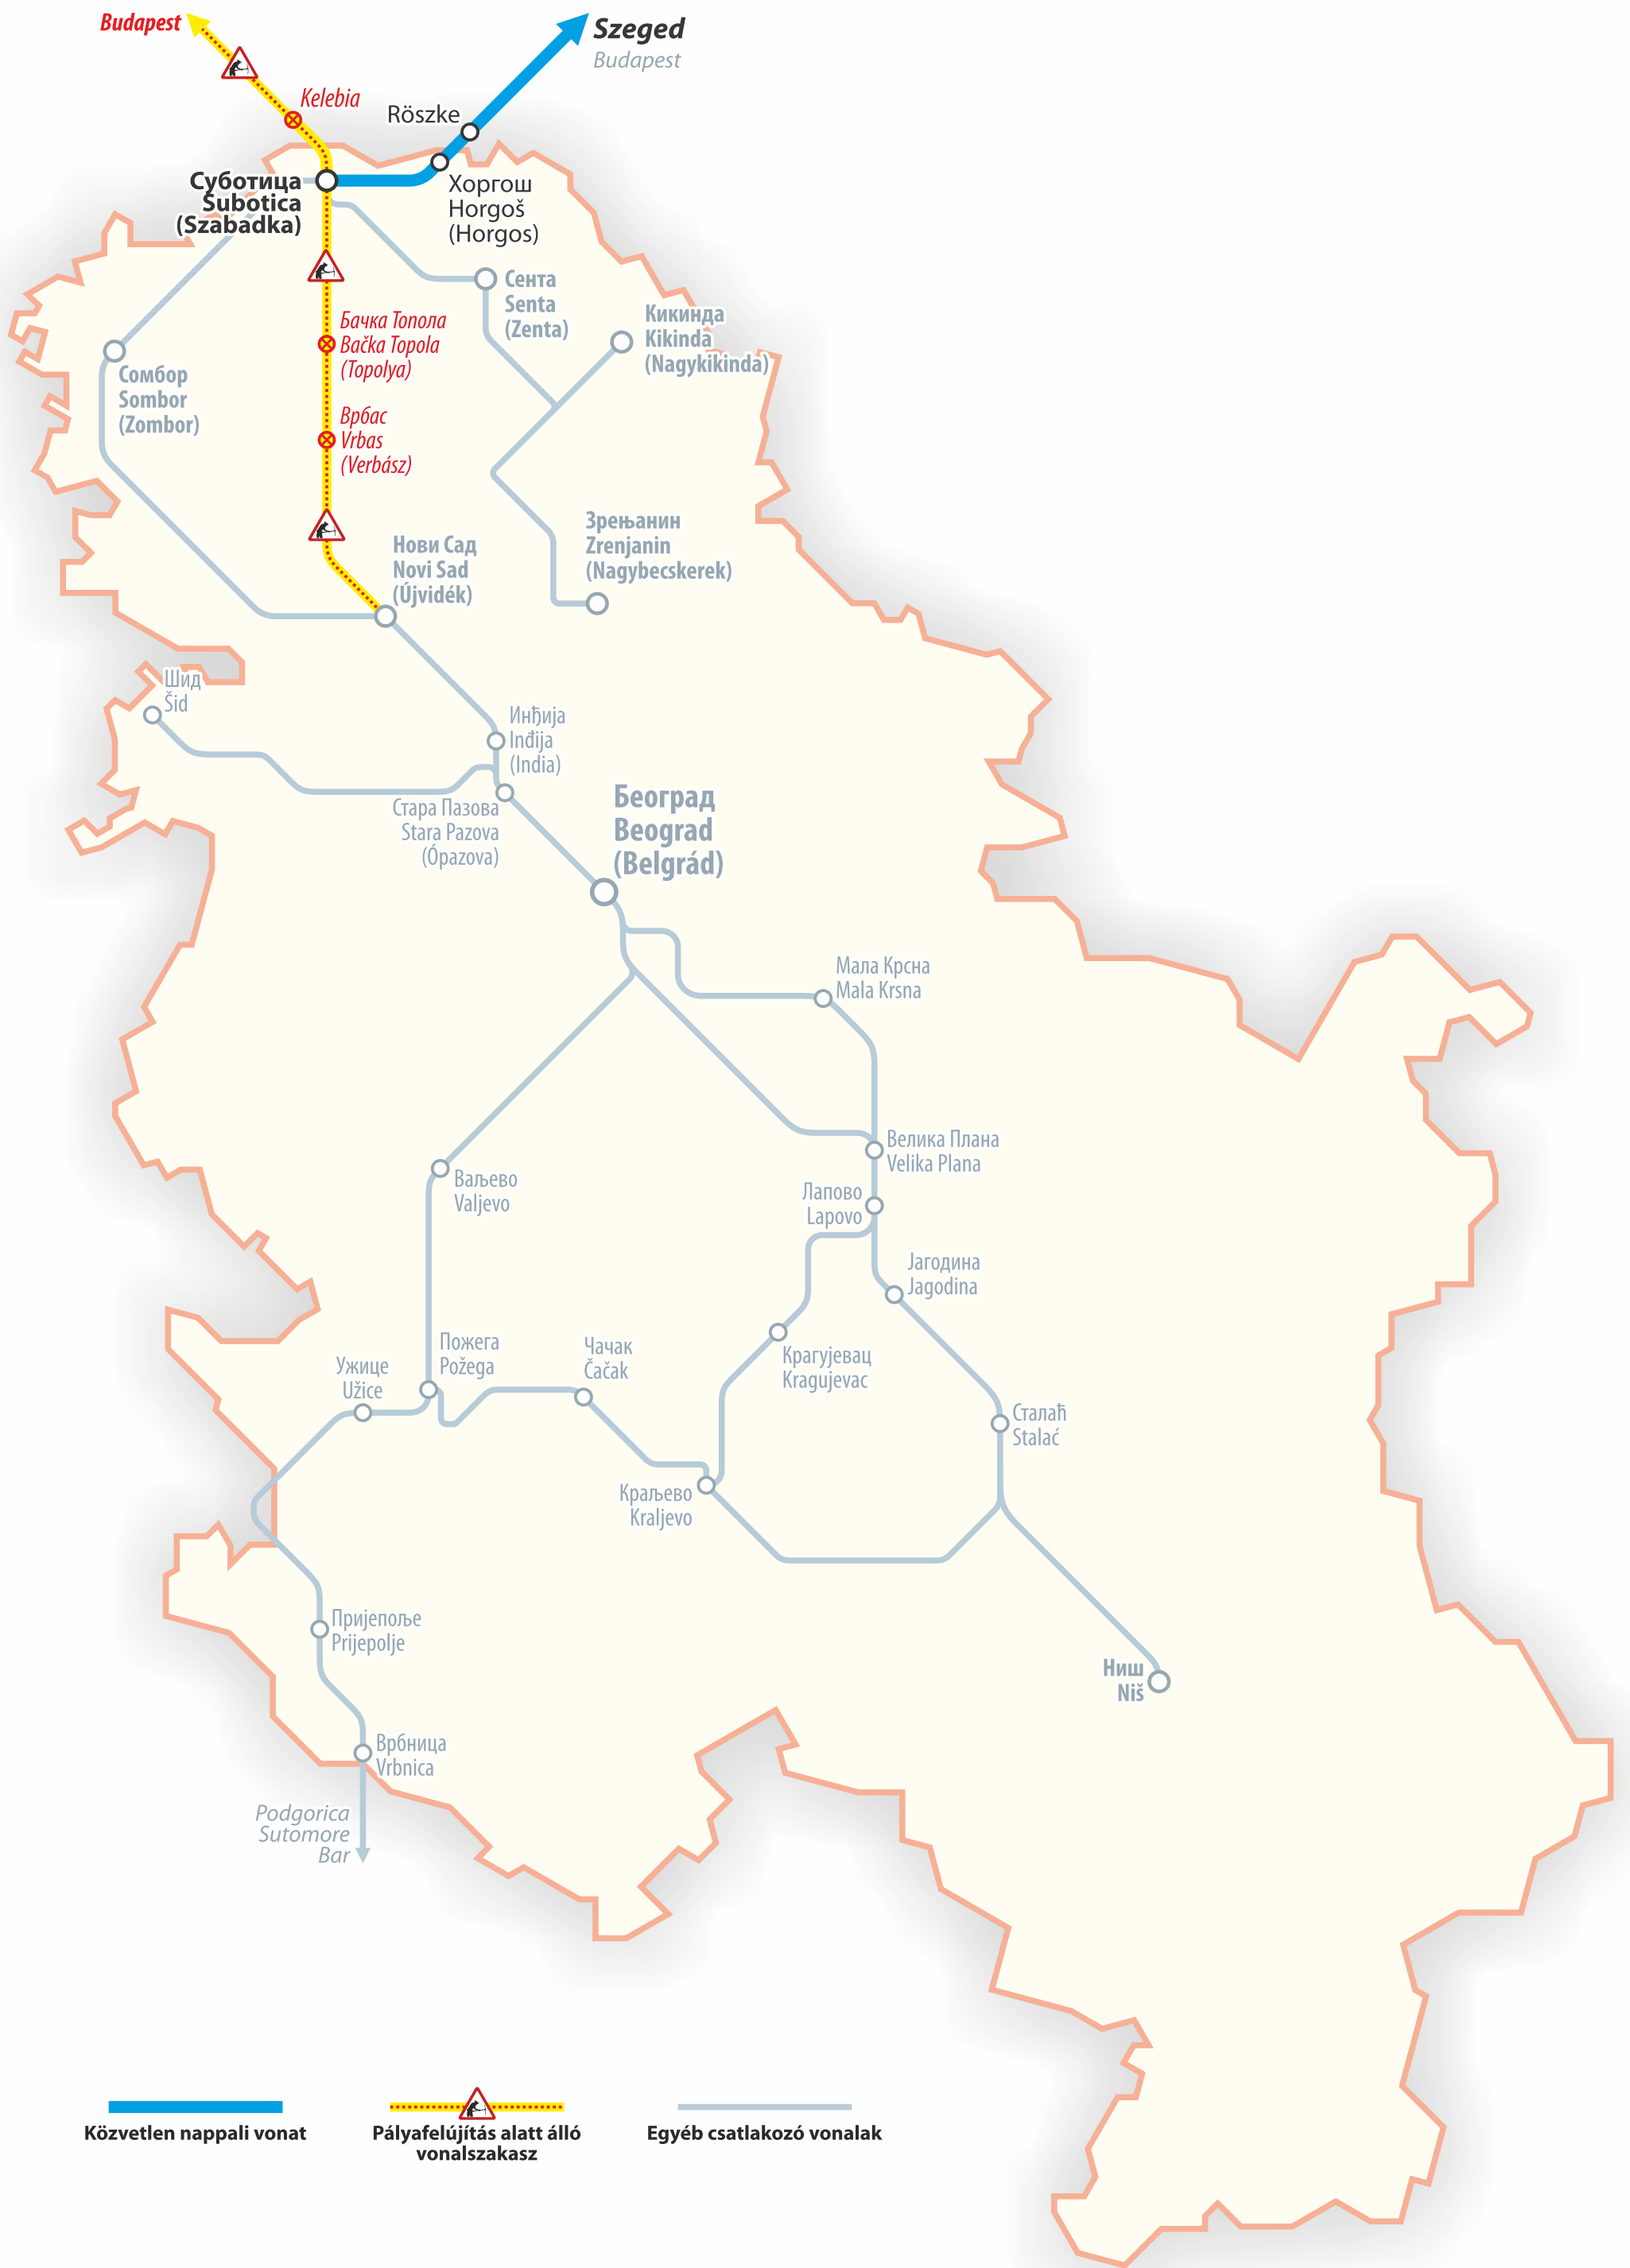 Budapest
Szeged
Budapest
Kelebia
Röszke
Суботица
Subotica
(Szabadka)
Хоргош
Horgoš
(Horgos)
Сента
Senta
(Zenta)
Кикинда
Kikinda
(Nagykikinda)
Бачка Топола
Bačka Topola
(Topolya)
Сомбор
Sombor
(Zombor)
Врбас
Vrbas
(Verbász)
Зрењанин
Zrenjanin
(Nagybecskerek)
Нови Сад
Novi Sad
(Újvidék)
Шид
Šid
Инђија
Inđija
(India)
Стара Пазова
Stara Pazova
(Ópazova)
Београд
Beograd
(Belgrád)
Мала Крсна
Mala Krsna
Велика Плана
Velika Plana
Ваљево
Valjevo
Лапово
Lapovo
Јагодина
Jagodina
Пожега
Požega
Чачак
Čačak
Крагујевац
Kragujevac
Ужице
Užice
Сталаћ
Stalać
Краљево
Kraljevo
Пријепоље
Prijepolje
Ниш
Niš
Врбница
Vrbnica
Podgorica
Sutomore
Bar
Közvetlen nappali vonat
Pályafelújítás alatt álló
vonalszakasz
Egyéb csatlakozó vonalak